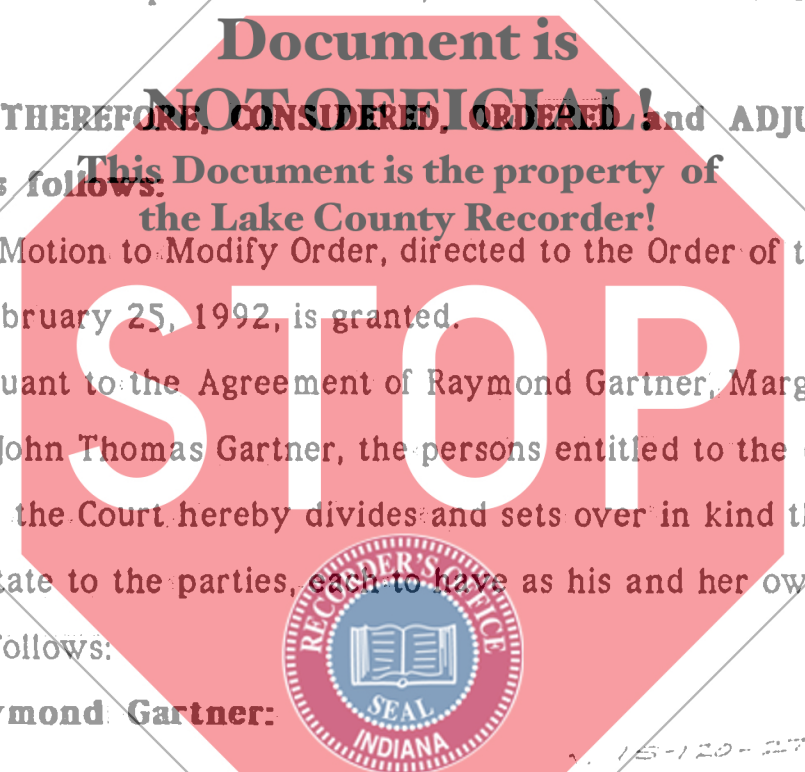 Document is
NOT OFFICIAL!
THEREFORE, CONSIDERED, ORDERED and ADJU
This Document is the property of
s follows:
the Lake County Recorder!
Motion to Modify Order, directed to the Order of t
bruary 25, 1992, is granted.
STOP
uant to the Agreement of Raymond Gartner, Marg
John Thomas Gartner, the persons entitled to the
the Court hereby divides and sets over in kind th
tate to the parties, each to have as his and her ow
follows:
ymond Gartner:
RECORDER'S OFFICE
SEAL
INDIANA
15-120-27